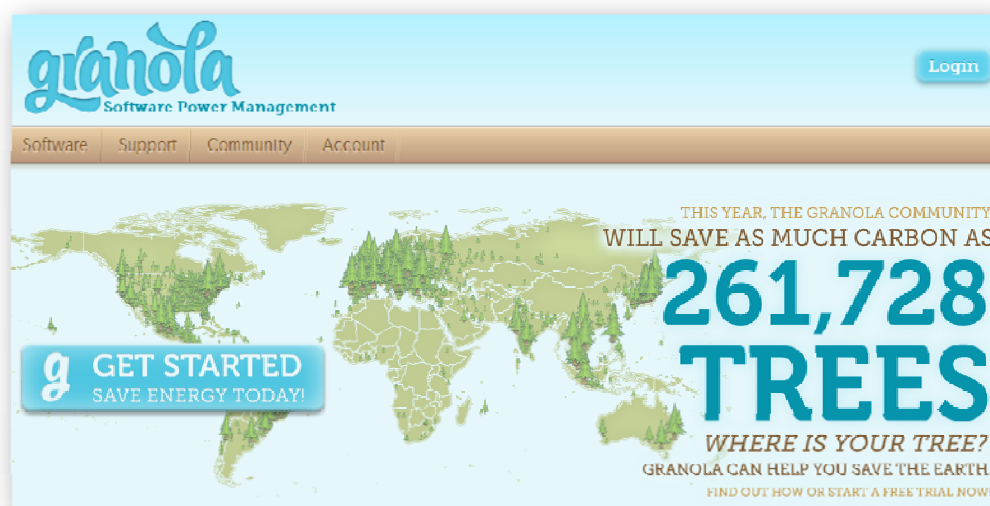 granola
Software Power Management
Login
Software Support Community Account
THIS YEAR, THE GRANOLA COMMUNITY
WILL SAVE AS MUCH CARBON AS
261,728
TREES
WHERE IS YOUR TREE?
GRANOLA CAN HELP YOU SAVE THE EARTH
FIND OUT HOW OR START A FREE TRIAL NOW
g GET STARTED
SAVE ENERGY TODAY!